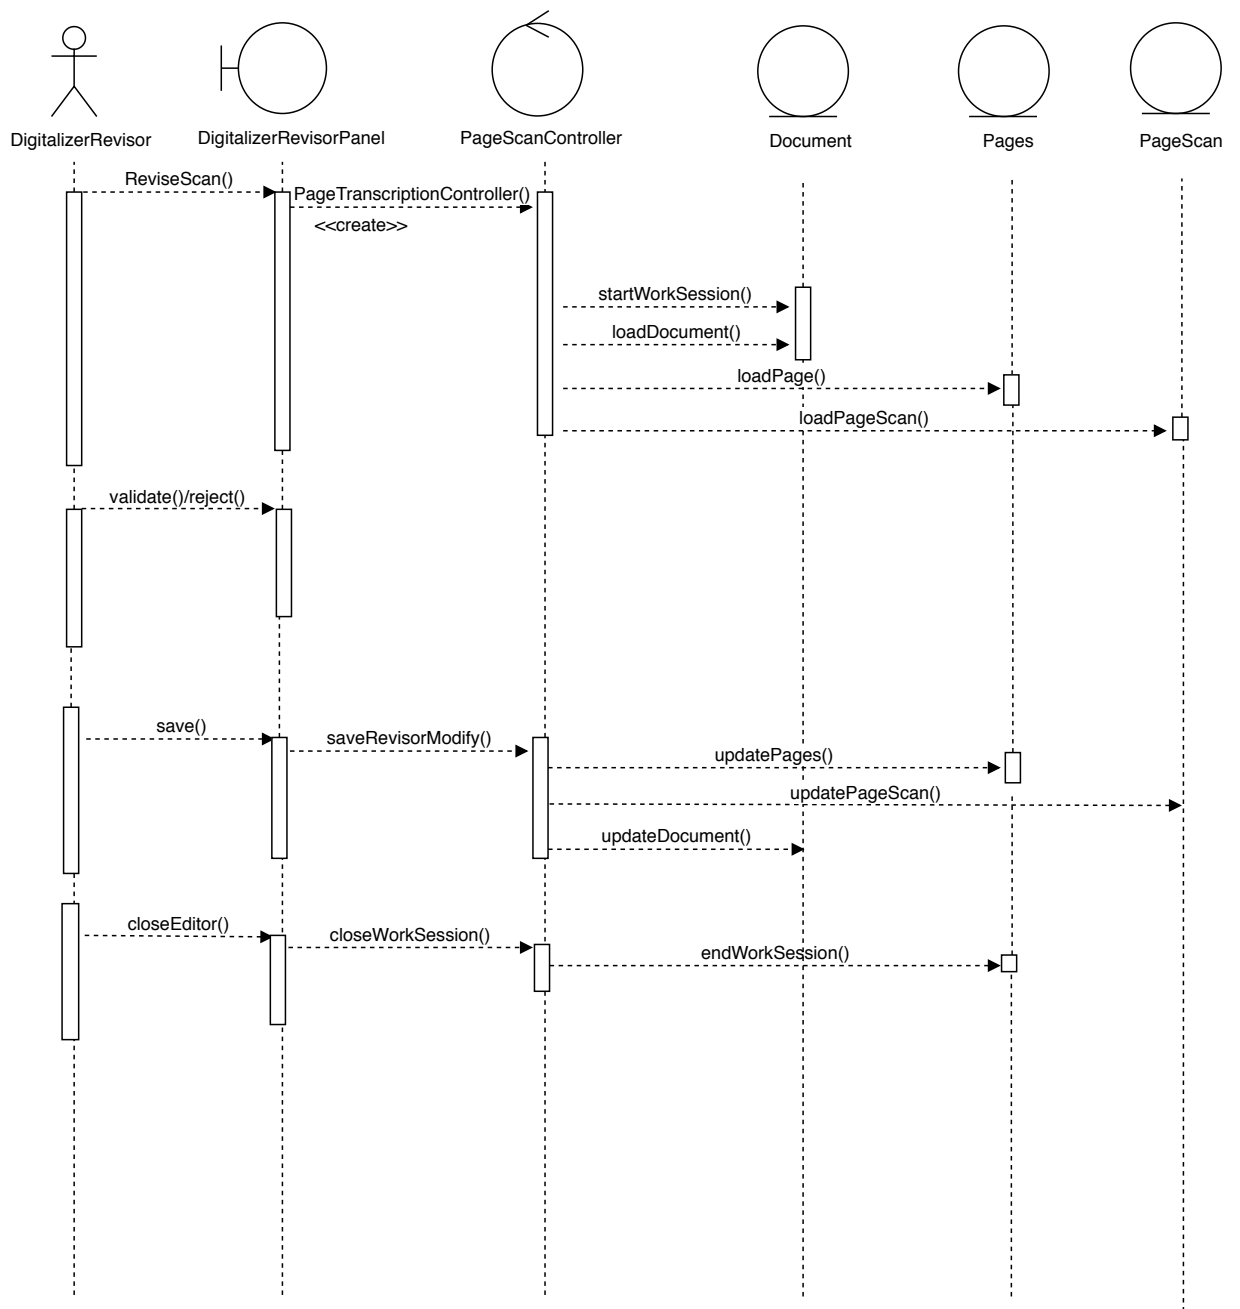 DigitalizerRevisor
DigitalizerRevisorPanel
PageScanController
Document
Pages
PageScan
ReviseScan()
PageTranscriptionController()
<<create>>
startWorkSession()
loadDocument()
loadPage()
loadPageScan()
validate()/reject()
save()
saveRevisorModify()
updatePages()
updatePageScan()
updateDocument()
closeEditor()
closeWorkSession()
endWorkSession()